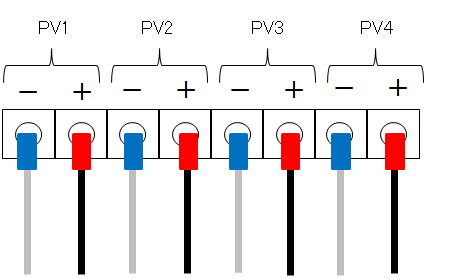 PV1 PV2 PV3 PV4
− + − + − + − +